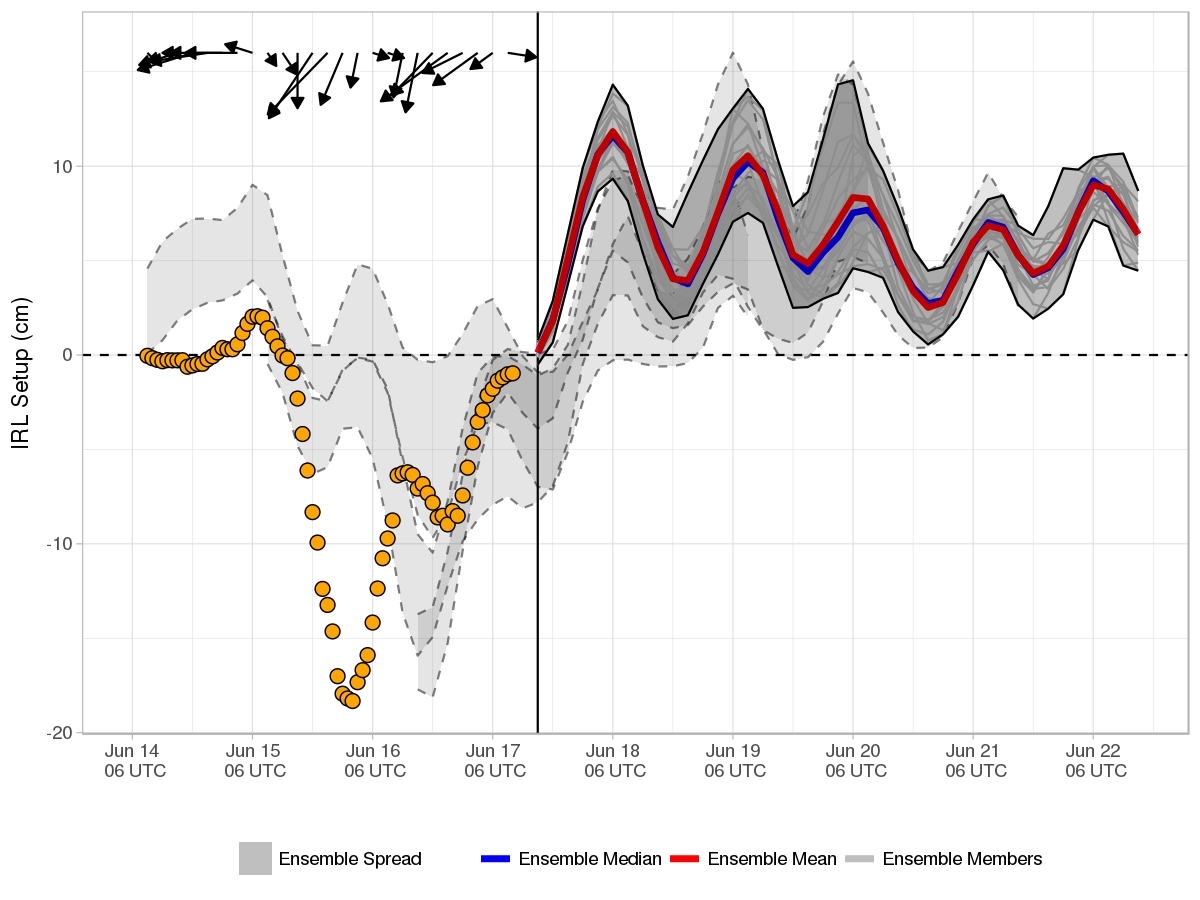 IRL Setup (cm)
10
0
-10
-20
Jun 14 Jun 15 Jun 16 Jun 17 Jun 18 Jun 19 Jun 20 Jun 21 Jun 22
06 UTC 06 UTC 06 UTC 06 UTC 06 UTC 06 UTC 06 UTC 06 UTC 06 UTC
Ensemble Spread Ensemble Median Ensemble Mean Ensemble Members